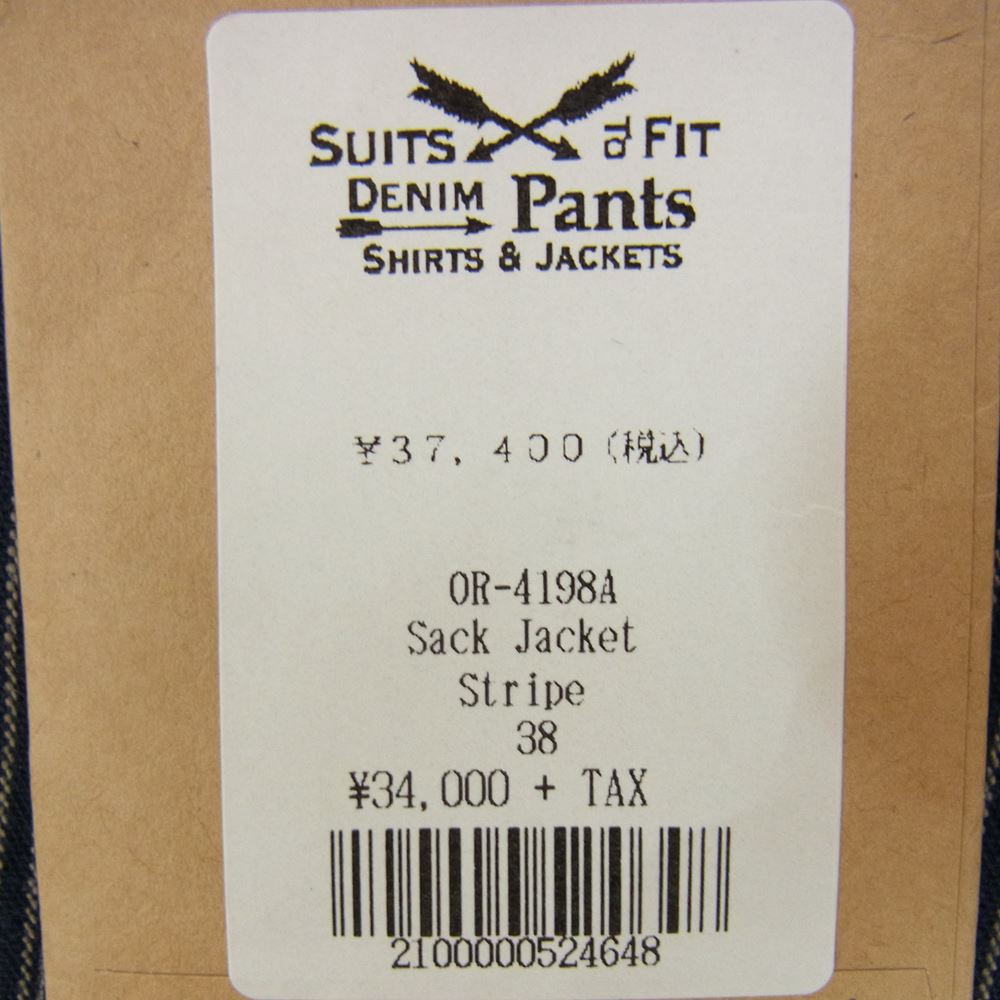 SUITS TO FIT
DENIM Pants
SHIRTS & JACKETS
¥37,400(税込)
OR-4198A
Sack Jacket
Stripe
38
¥34,000 + TAX
2100000524648